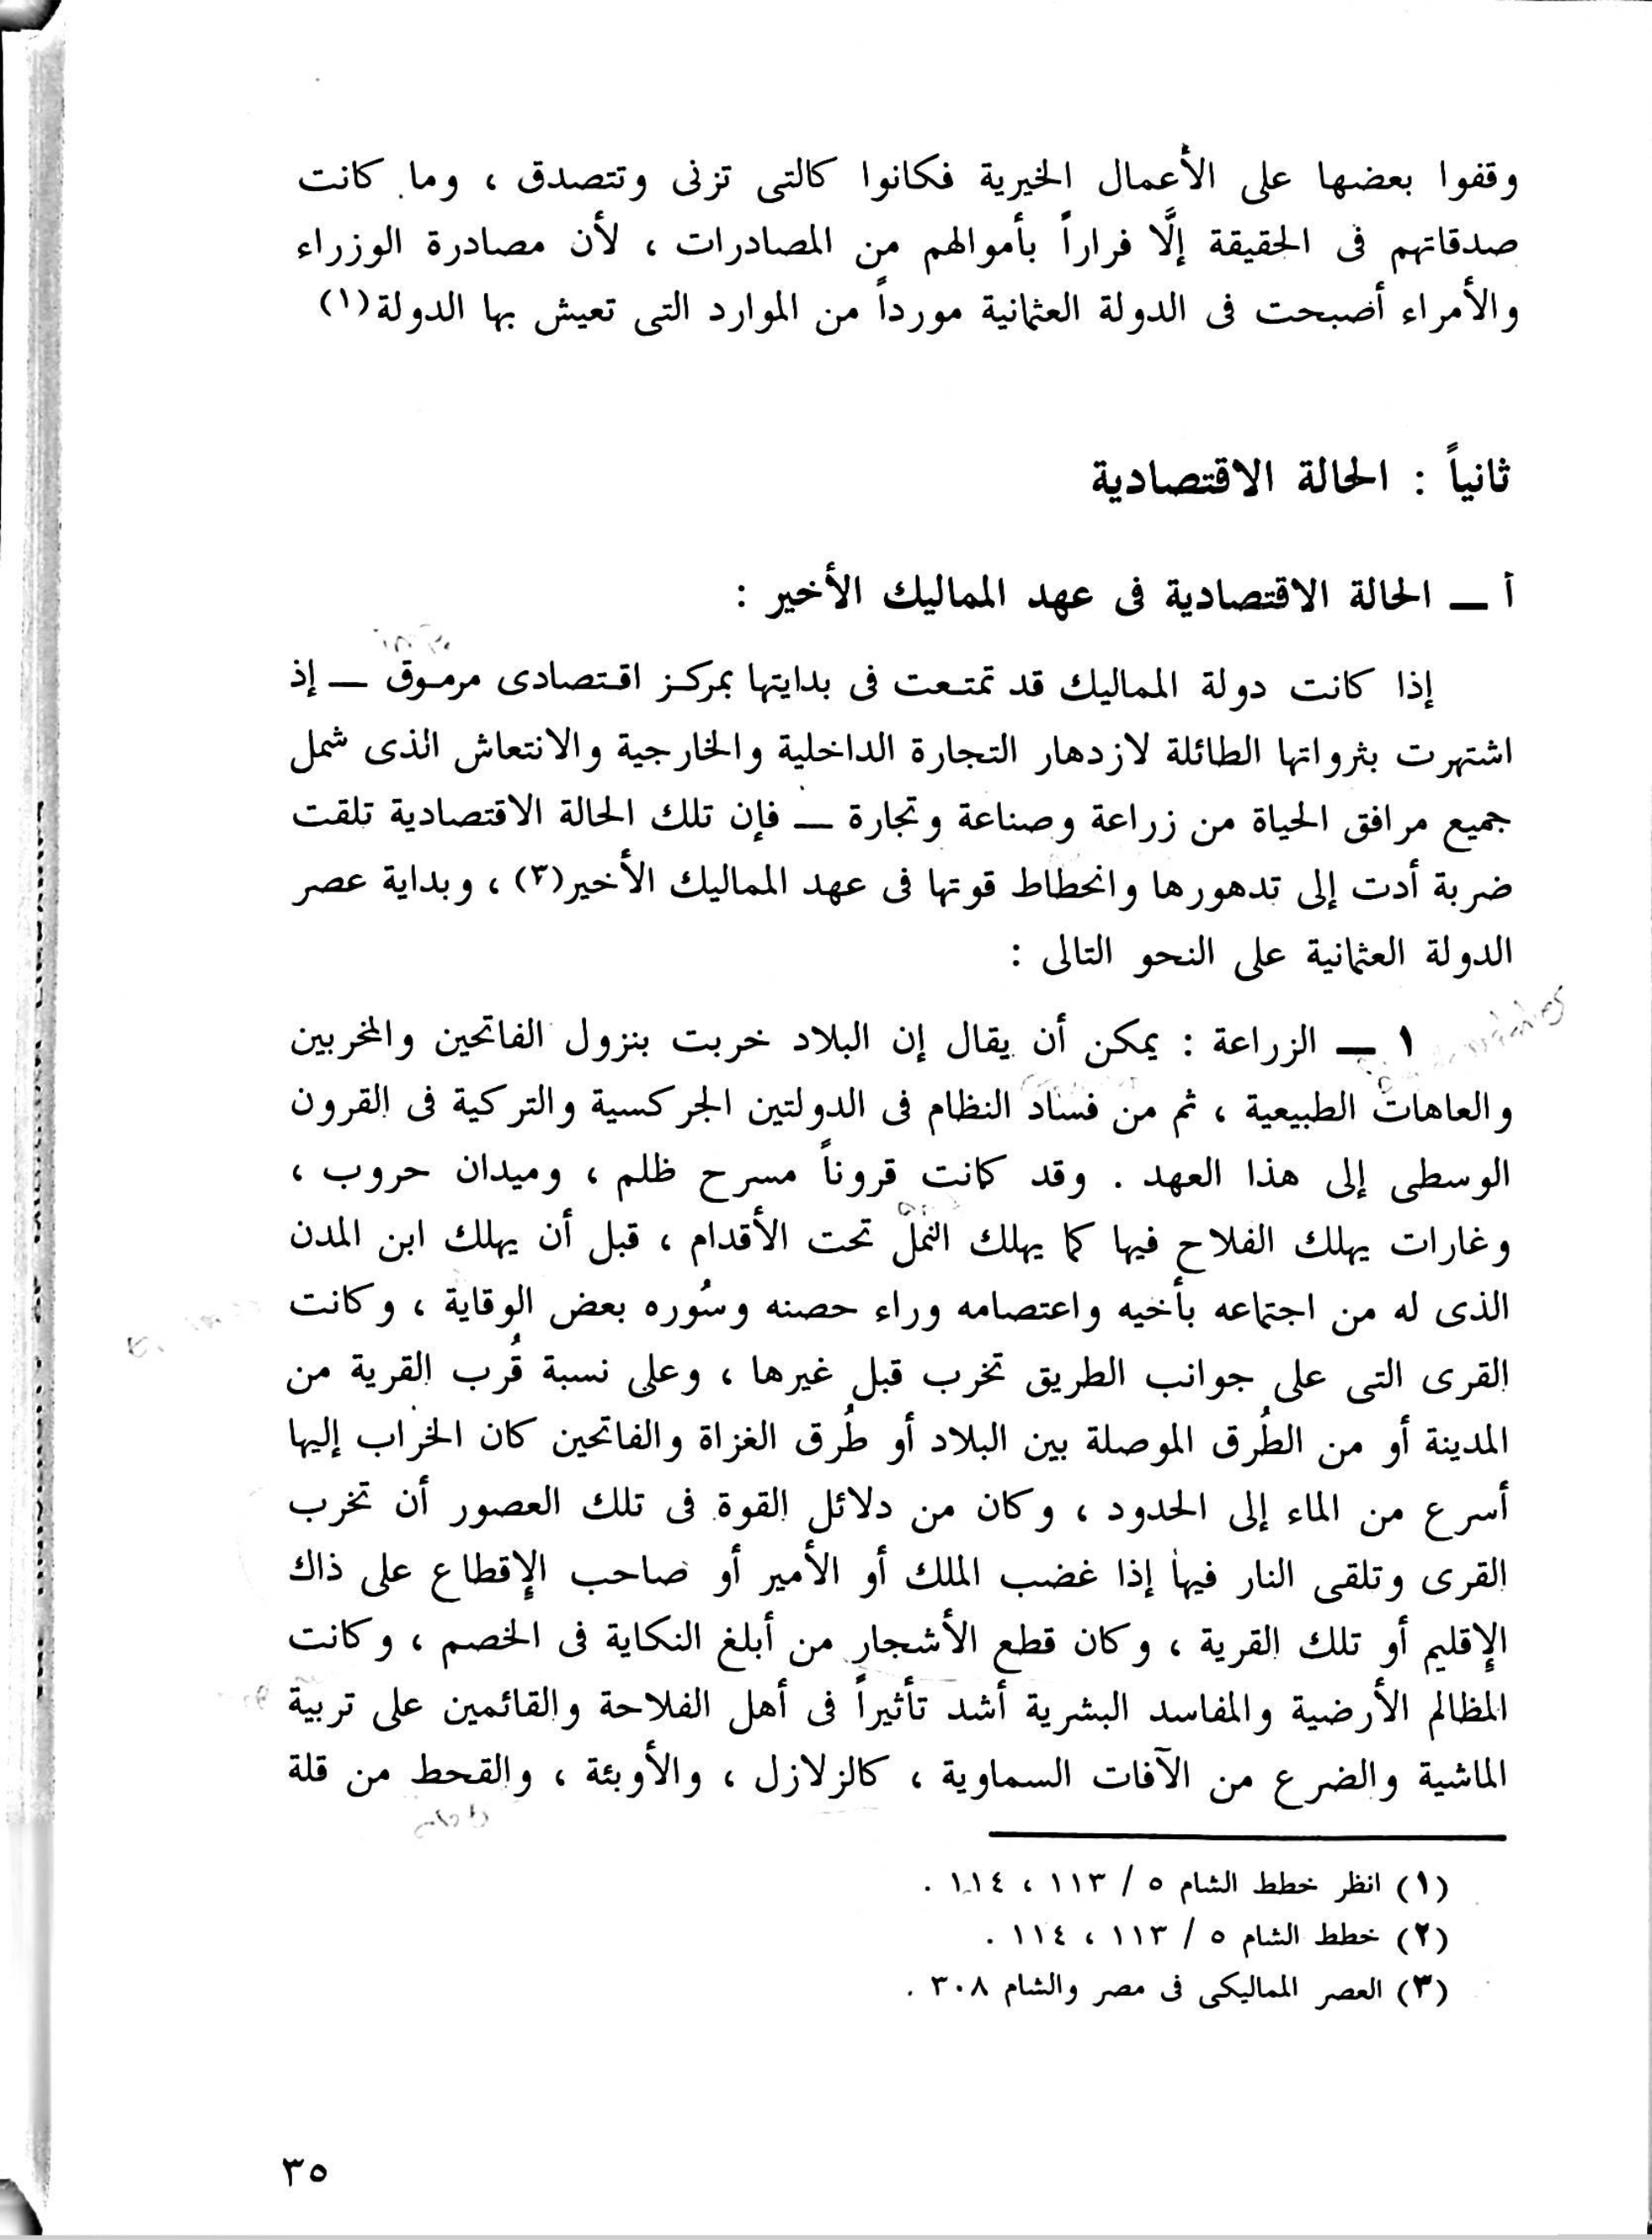 وقفوا بعضها على الأعمال الخيرية فكانوا كالتى تزنى وتتصدق ، وما كانت
صدقاتهم فى الحقيقة إلَّا فراراً بأموالهم من المصادرات ، لأن مصادرة الوزراء
والأمراء أضبحت فى الدولة العثمانية مورداً من الموارد التى تعيش بها الدولة(١)
ثانياً : الحالة الاقتصادية
أ ــ الحالة الاقتصادية فى عهد المماليك الأخير :
إذا كانت دولة المماليك قد تمتعت فى بدايتها بمركز اقتصادى مرموق ــ إذ
اشتهرت بثرواتها الطائلة لازدهار التجارة الداخلية والخارجية والانتعاش الذى شمل
جميع مرافق الحياة من زراعة وصناعة وتجارة ــ فإن تلك الحالة الاقتصادية تلقت
ضربة أدت إلى تدهورها وانحطاط قوتها فى عهد المماليك الأخير(٣) ، وبداية عصر
الدولة العثمانية على النحو التالى :
١ ــ الزراعة : يمكن أن يقال إن البلاد خربت بنزول الفاتحين والمخربين
والعاهات الطبيعية ، ثم من فساد النظام فى الدولتين الجركسية والتركية فى القرون
الوسطى إلى هذا العهد . وقد كانت قروناً مسرح ظلم ، وميدان حروب ،
وغارات يهلك الفلاح فيها كما يهلك النمل تحت الأقدام ، قبل أن يهلك ابن المدن
الذى له من اجتماعه بأخيه واعتصامه وراء حصنه وسُوره بعض الوقاية ، وكانت
القرى التى على جوانب الطريق تخرب قبل غيرها ، وعلى نسبة قُرب القرية من
المدينة أو من الطُرق الموصلة بين البلاد أو طُرق الغزاة والفاتحين كان الخراب إليها
أسرع من الماء إلى الحدود ، وكان من دلائل القوة فى تلك العصور أن تخرب
القرى وتلقى النار فيها إذا غضب الملك أو الأمير أو صاحب الإقطاع على ذاك
الإقليم أو تلك القرية ، وكان قطع الأشجار من أبلغ النكاية فى الخصم ، وكانت
المظالم الأرضية والمفاسد البشرية أشد تأثيراً فى أهل الفلاحة والقائمين على تربية
الماشية والضرع من الآفات السماوية ، كالزلازل ، والأوبئة ، والقحط من قلة
(١) انظر خطط الشام ٥ / ١١٣ ، ١١٤ .
(٢) خطط الشام ٥ / ١١٣ ، ١١٤ .
(٣) العصر المماليكى فى مصر والشام ٣٠٨ .
٣٥